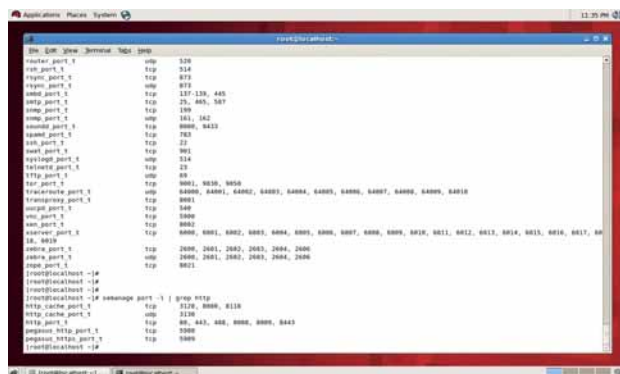 Applications Places System
11:35 PM
root@localhost:~
File Edit View Terminal Tabs Help
router_port_t udp 520
rsh_port_t tcp 514
rsync_port_t tcp 873
rsync_port_t udp 873
smbd_port_t tcp 137-139, 445
smtp_port_t tcp 25, 465, 587
snmp_port_t tcp 199
snmp_port_t udp 161, 162
soundd_port_t tcp 8000, 9433
spamd_port_t tcp 783
ssh_port_t tcp 22
swat_port_t tcp 901
syslogd_port_t udp 514
telnetd_port_t tcp 23
tftp_port_t udp 69
tor_port_t tcp 9001, 9030, 9050
traceroute_port_t udp 64000, 64001, 64002, 64003, 64004, 64005, 64006, 64007, 64008, 64009, 64010
transproxy_port_t tcp 8081
uucpd_port_t tcp 540
vnc_port_t tcp 5900
xen_port_t tcp 8002
xserver_port_t tcp 6000, 6001, 6002, 6003, 6004, 6005, 6006, 6007, 6008, 6009, 6010, 6011, 6012, 6013, 6014, 6015, 6016, 6017, 60
18, 6019
zebra_port_t tcp 2600, 2601, 2602, 2603, 2604, 2606
zebra_port_t udp 2600, 2601, 2602, 2603, 2604, 2606
zope_port_t tcp 8021
[root@localhost ~]#
[root@localhost ~]#
[root@localhost ~]# semanage port -l | grep http
http_cache_port_t tcp 3128, 8080, 8118
http_cache_port_t udp 3130
http_port_t tcp 80, 443, 488, 8008, 8009, 8443
pegasus_http_port_t tcp 5988
pegasus_https_port_t tcp 5989
[root@localhost ~]#
root@localhost:~